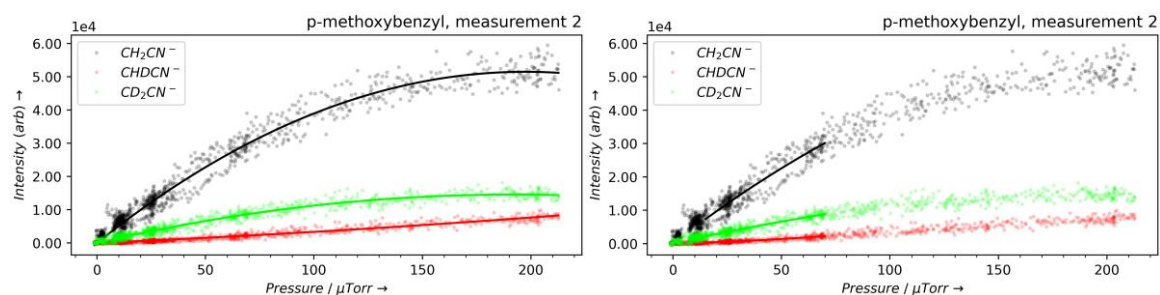 p-methoxybenzyl, measurement 2
1e4
6.00
5.00
4.00
3.00
2.00
1.00
0.00
Intensity (arb) →
CH₂CN⁻
CHDCN⁻
CD₂CN⁻
0 50 100 150 200
Pressure / μTorr →
p-methoxybenzyl, measurement 2
1e4
6.00
5.00
4.00
3.00
2.00
1.00
0.00
Intensity (arb) →
CH₂CN⁻
CHDCN⁻
CD₂CN⁻
0 50 100 150 200
Pressure / μTorr →